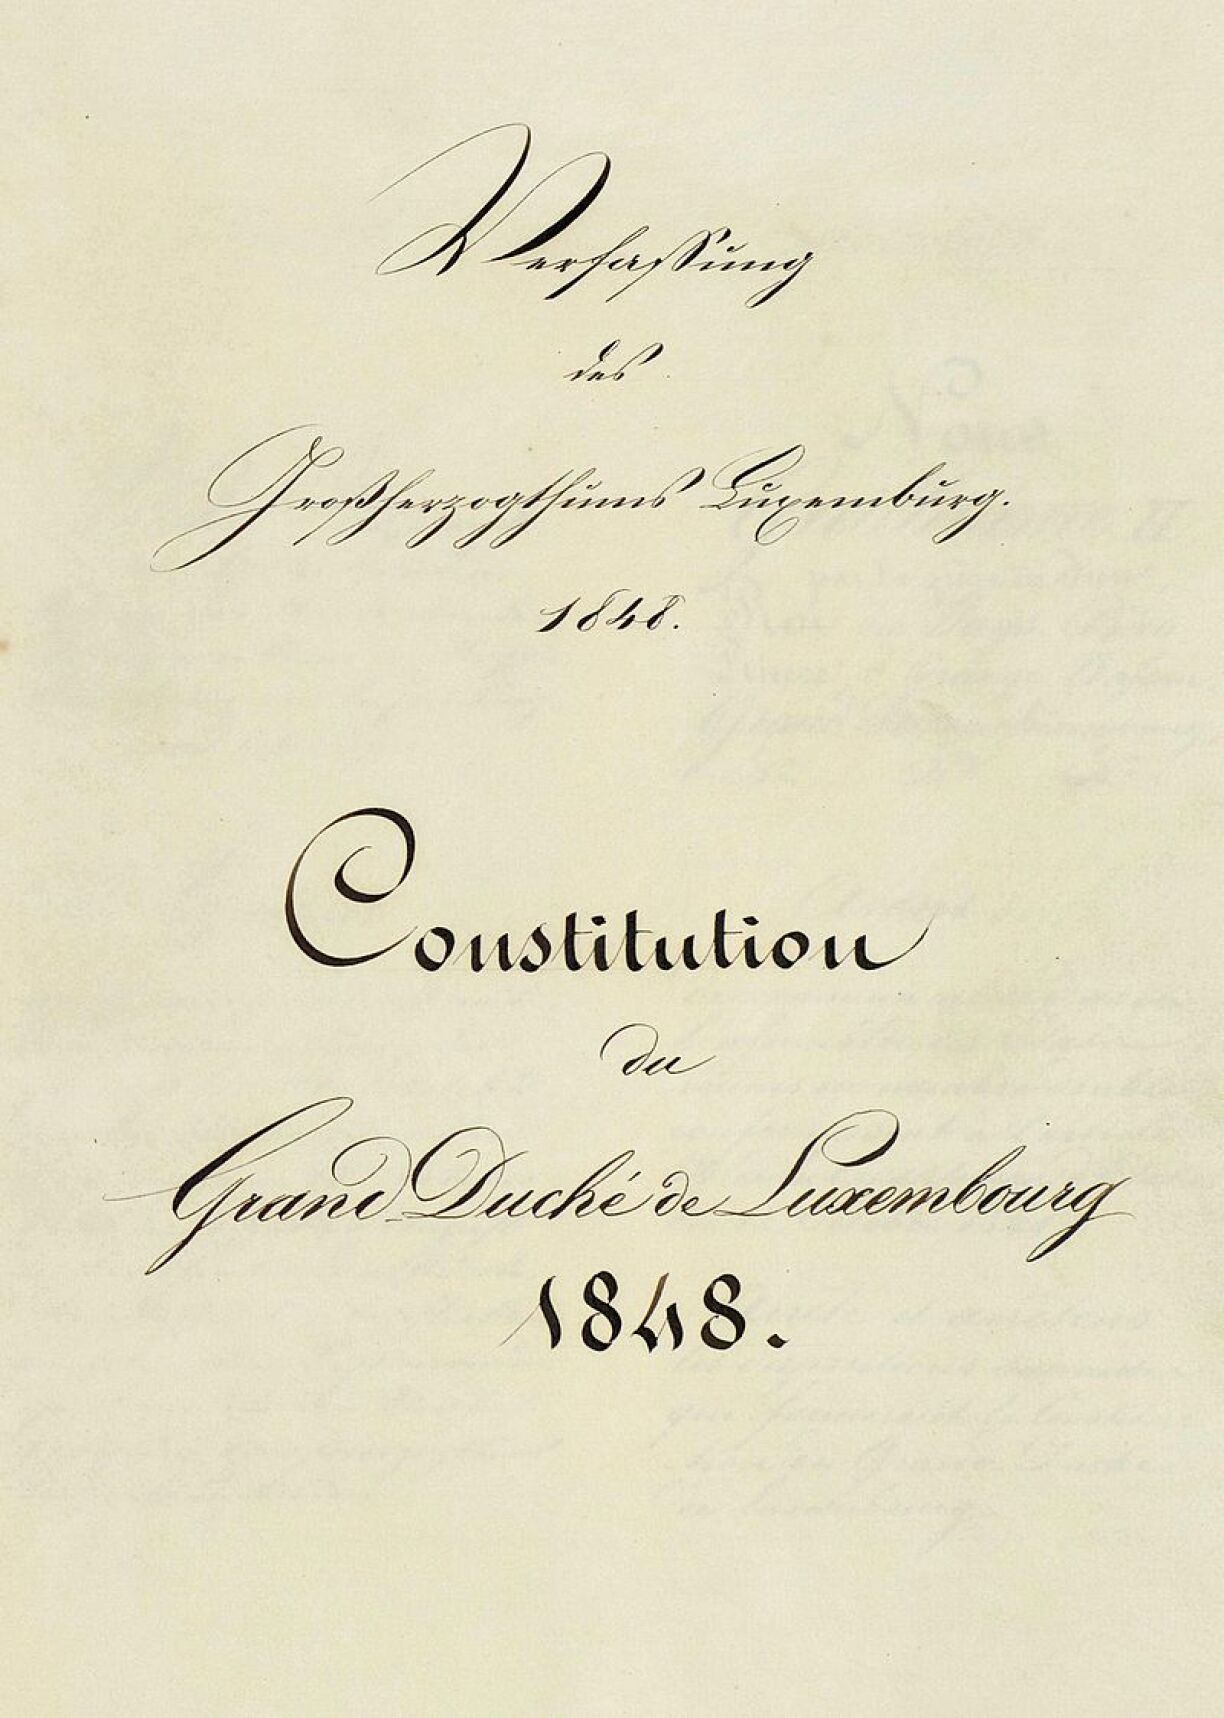 Verfassung
des
Großherzogthums Luxemburg.
1848.
Constitution
du
Grand-Duché de Luxembourg
1848.